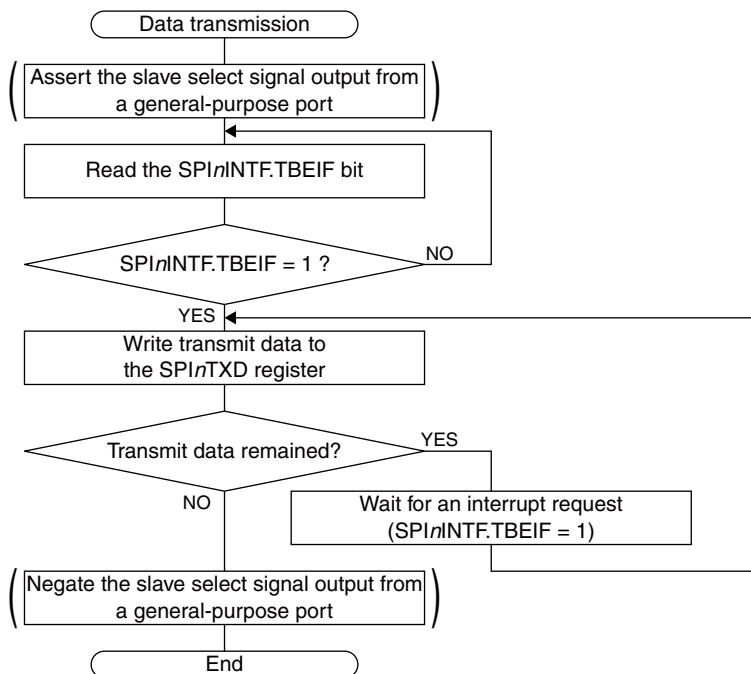 Data transmission
Assert the slave select signal output from
a general-purpose port
Read the SPInINTF.TBEIF bit
SPInINTF.TBEIF = 1 ?
NO
YES
Write transmit data to
the SPInTXD register
Transmit data remained?
YES
NO
Wait for an interrupt request
(SPInINTF.TBEIF = 1)
Negate the slave select signal output from
a general-purpose port
End